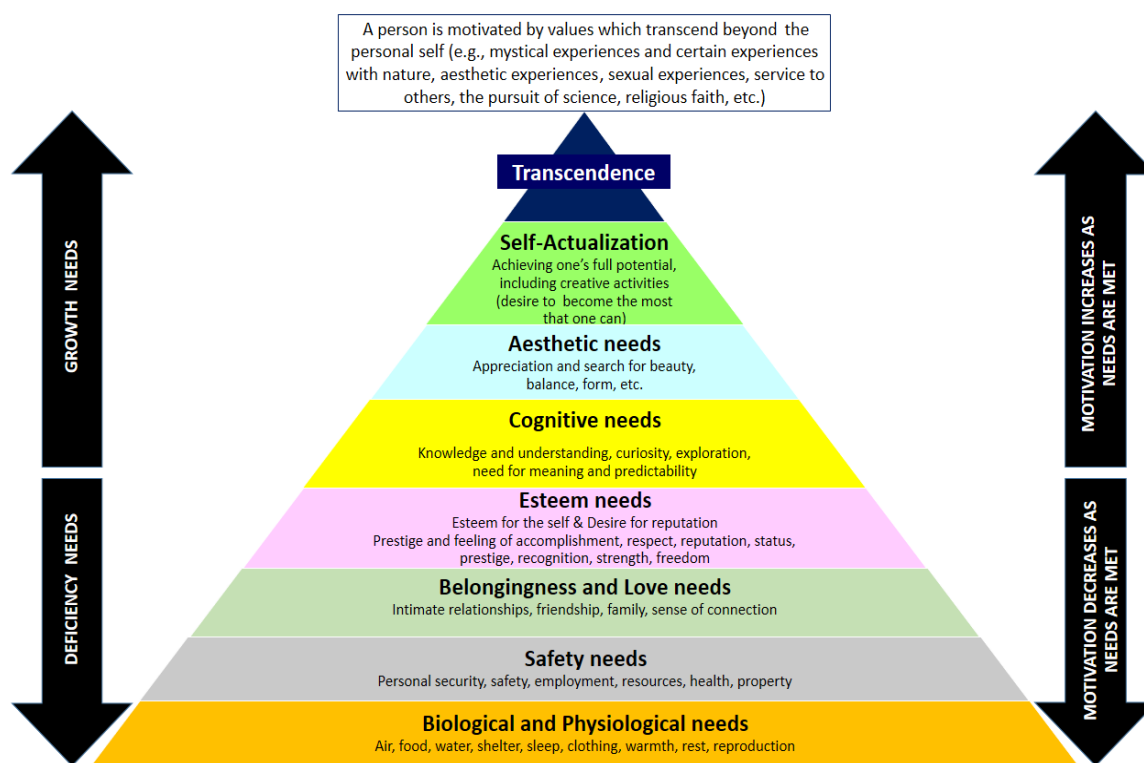 A person is motivated by values which transcend beyond the
personal self (e.g., mystical experiences and certain experiences
with nature, aesthetic experiences, sexual experiences, service to
others, the pursuit of science, religious faith, etc.)
Transcendence
Self-Actualization
Achieving one's full potential,
including creative activities
(desire to become the most
that one can)
Aesthetic needs
Appreciation and search for beauty,
balance, form, etc.
Cognitive needs
Knowledge and understanding, curiosity, exploration,
need for meaning and predictability
Esteem needs
Esteem for the self & Desire for reputation
Prestige and feeling of accomplishment, respect, reputation, status,
prestige, recognition, strength, freedom
Belongingness and Love needs
Intimate relationships, friendship, family, sense of connection
Safety needs
Personal security, safety, employment, resources, health, property
Biological and Physiological needs
Air, food, water, shelter, sleep, clothing, warmth, rest, reproduction
GROWTH NEEDS
DEFICIENCY NEEDS
MOTIVATION INCREASES AS
NEEDS ARE MET
MOTIVATION DECREASES AS
NEEDS ARE MET